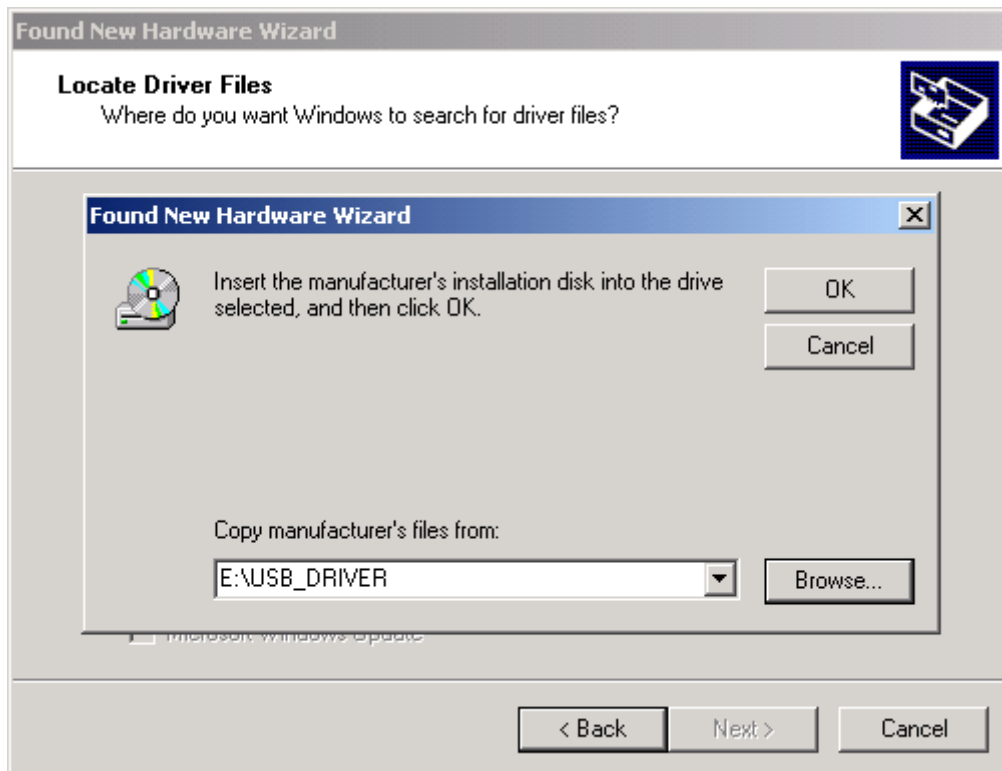 Found New Hardware Wizard
Locate Driver Files
Where do you want Windows to search for driver files?
Found New Hardware Wizard
Insert the manufacturer's installation disk into the drive
selected, and then click OK.
OK
Cancel
Copy manufacturer's files from:
E:\USB_DRIVER
Browse...
Microsoft Windows Update
< Back
Next >
Cancel